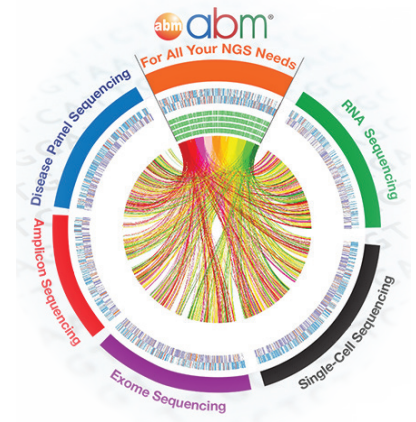 abm abm®
For All Your NGS Needs
RNA Sequencing
Single-Cell Sequencing
Exome Sequencing
Amplicon Sequencing
Disease Panel Sequencing